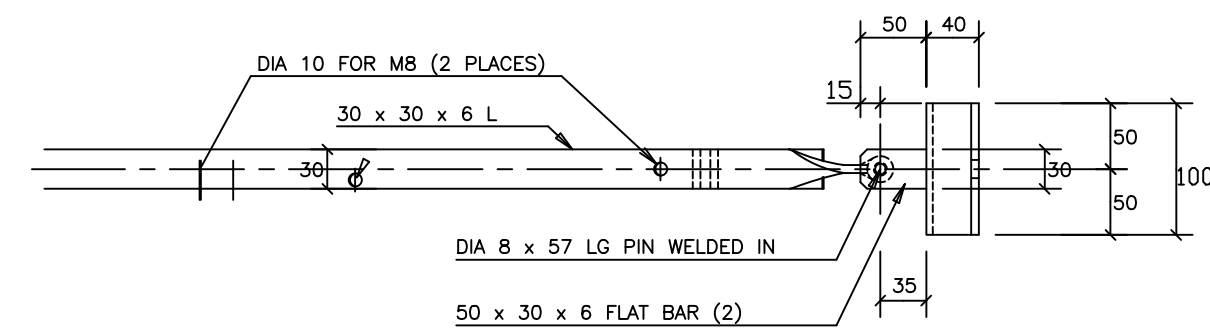 50
40
DIA 10 FOR M8 (2 PLACES)
15
30 x 30 x 6 L
30
50
30
100
50
DIA 8 x 57 LG PIN WELDED IN
35
50 x 30 x 6 FLAT BAR (2)